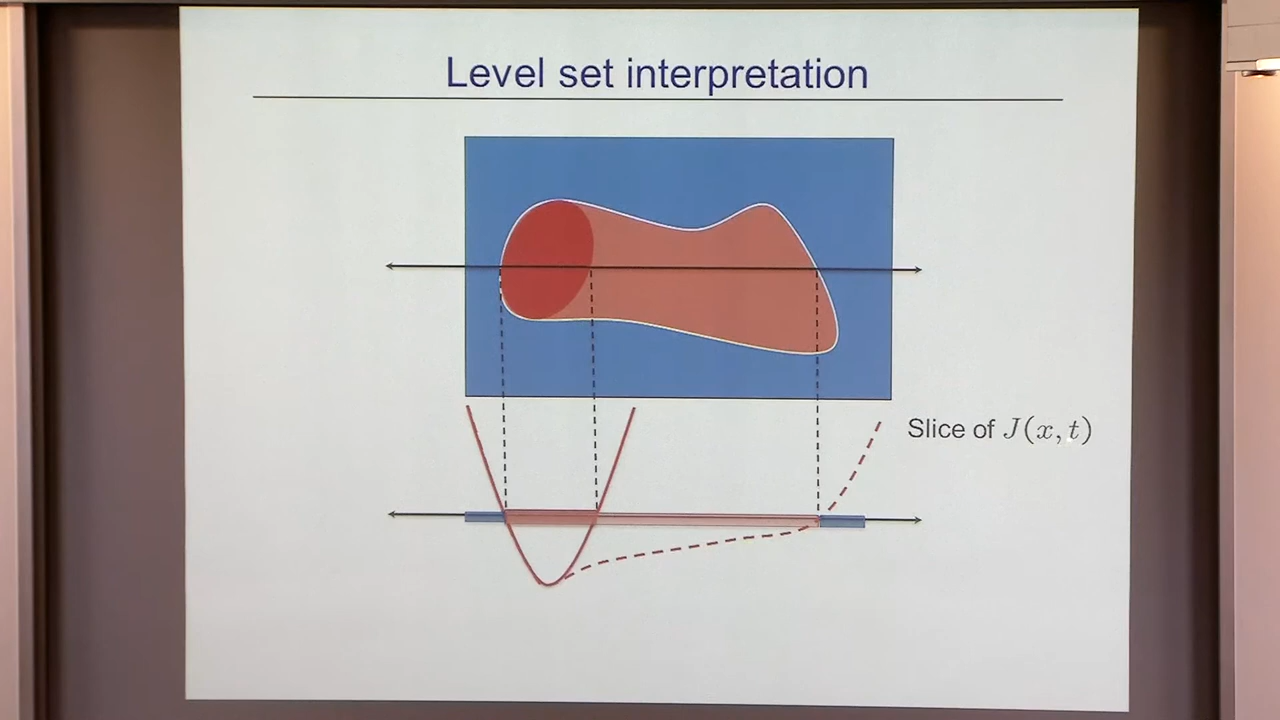 Level set interpretation
Slice of J(x, t)